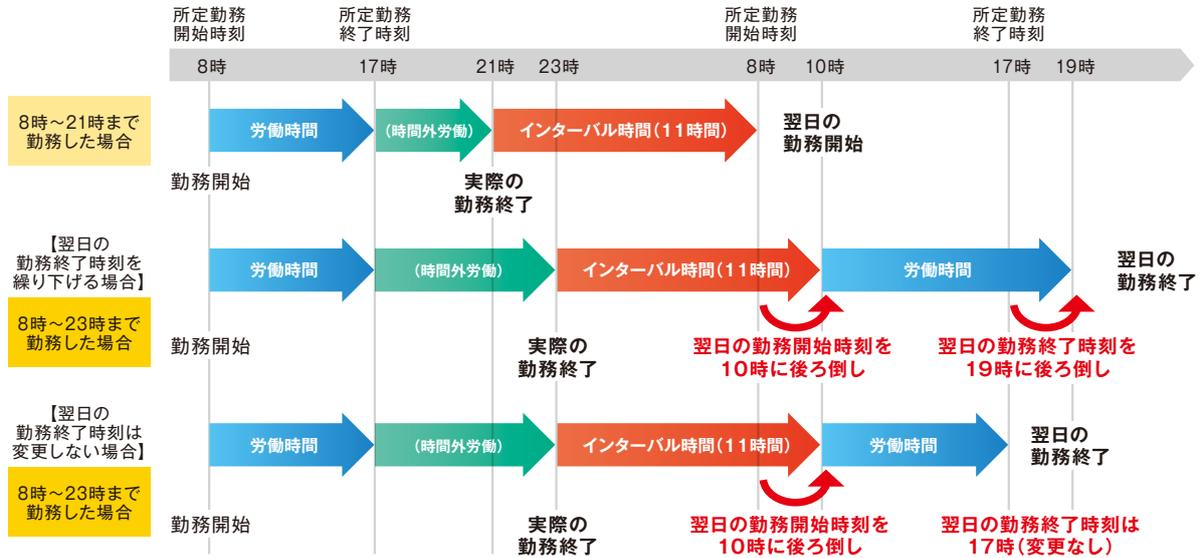 所定勤務
開始時刻
所定勤務
終了時刻
所定勤務
開始時刻
所定勤務
終了時刻
8時
17時
21時
23時
8時
10時
17時
19時
8時～21時まで
勤務した場合
労働時間
（時間外労働）
インターバル時間（11時間）
翌日の
勤務開始
勤務開始
実際の
勤務終了
【翌日の
勤務終了時刻を
繰り下げる場合】
8時～23時まで
勤務した場合
労働時間
（時間外労働）
インターバル時間（11時間）
労働時間
翌日の
勤務終了
勤務開始
実際の
勤務終了
翌日の勤務開始時刻を
10時に後ろ倒し
翌日の勤務終了時刻を
19時に後ろ倒し
【翌日の
勤務終了時刻は
変更しない場合】
8時～23時まで
勤務した場合
労働時間
（時間外労働）
インターバル時間（11時間）
労働時間
翌日の
勤務終了
勤務開始
実際の
勤務終了
翌日の勤務開始時刻を
10時に後ろ倒し
翌日の勤務終了時刻は
17時（変更なし）